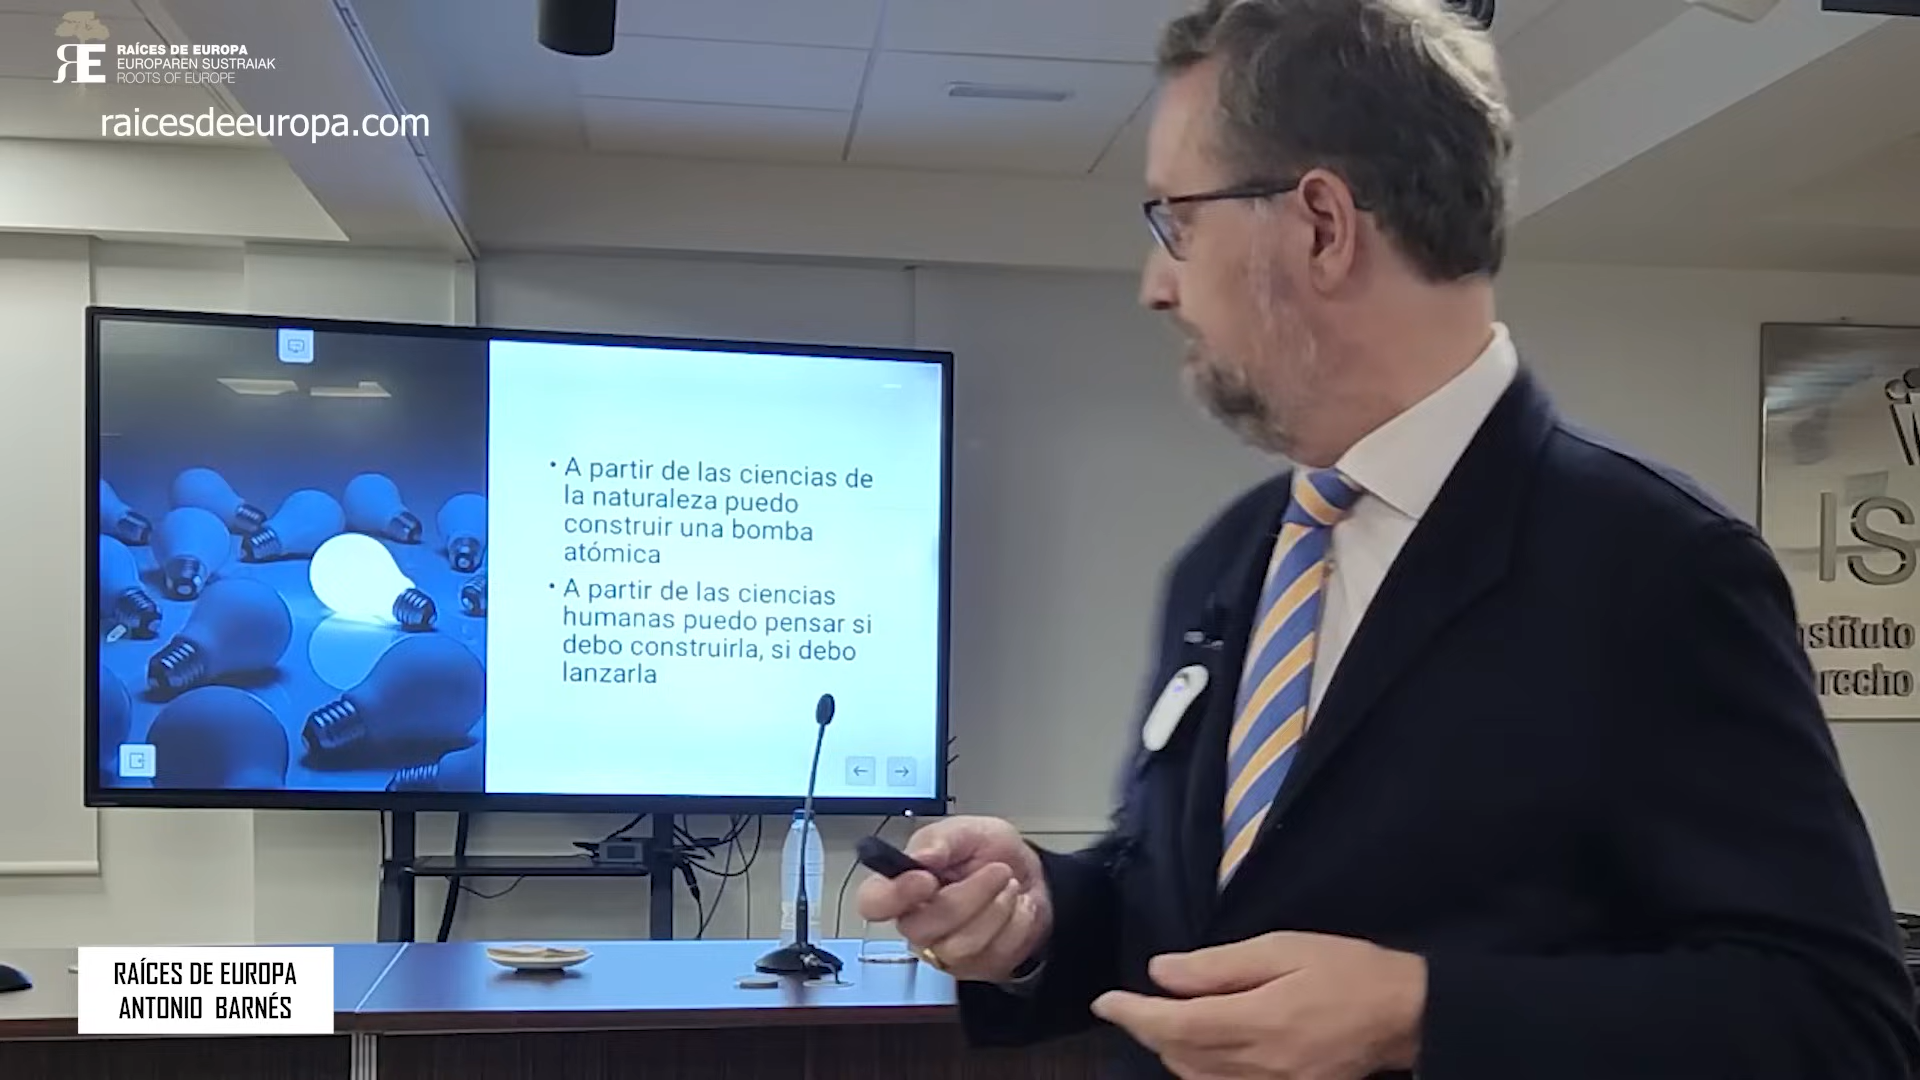 RAÍCES DE EUROPA
EUROPAREN SUSTRAIAK
ROOTS OF EUROPE
raicesdeeuropa.com
• A partir de las ciencias de
la naturaleza puedo
construir una bomba
atómica
• A partir de las ciencias
humanas puedo pensar si
debo construirla, si debo
lanzarla
IS
RAÍCES DE EUROPA
ANTONIO BARNÉS